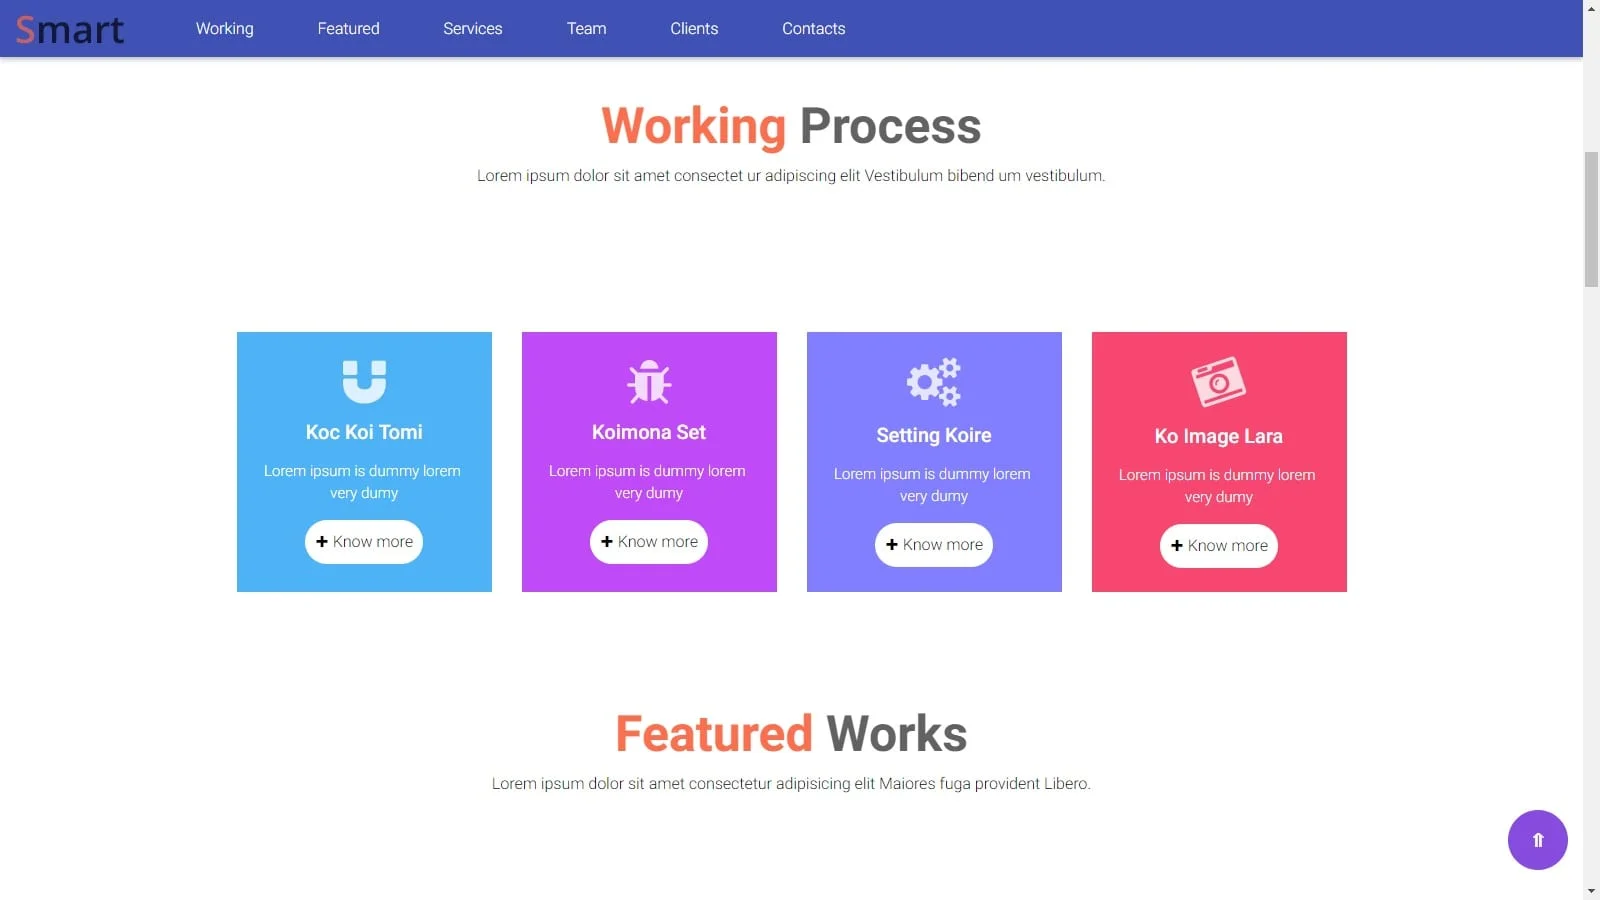 Smart
Working Featured Services Team Clients Contacts
Working Process
Lorem ipsum dolor sit amet consectet ur adipiscing elit Vestibulum bibend um vestibulum.
Koc Koi Tomi
Lorem ipsum is dummy lorem
very dumy
Know more
Koimona Set
Lorem ipsum is dummy lorem
very dumy
Know more
Setting Koire
Lorem ipsum is dummy lorem
very dumy
Know more
Ko Image Lara
Lorem ipsum is dummy lorem
very dumy
Know more
Featured Works
Lorem ipsum dolor sit amet consectetur adipisicing elit Maiores fuga provident Libero.